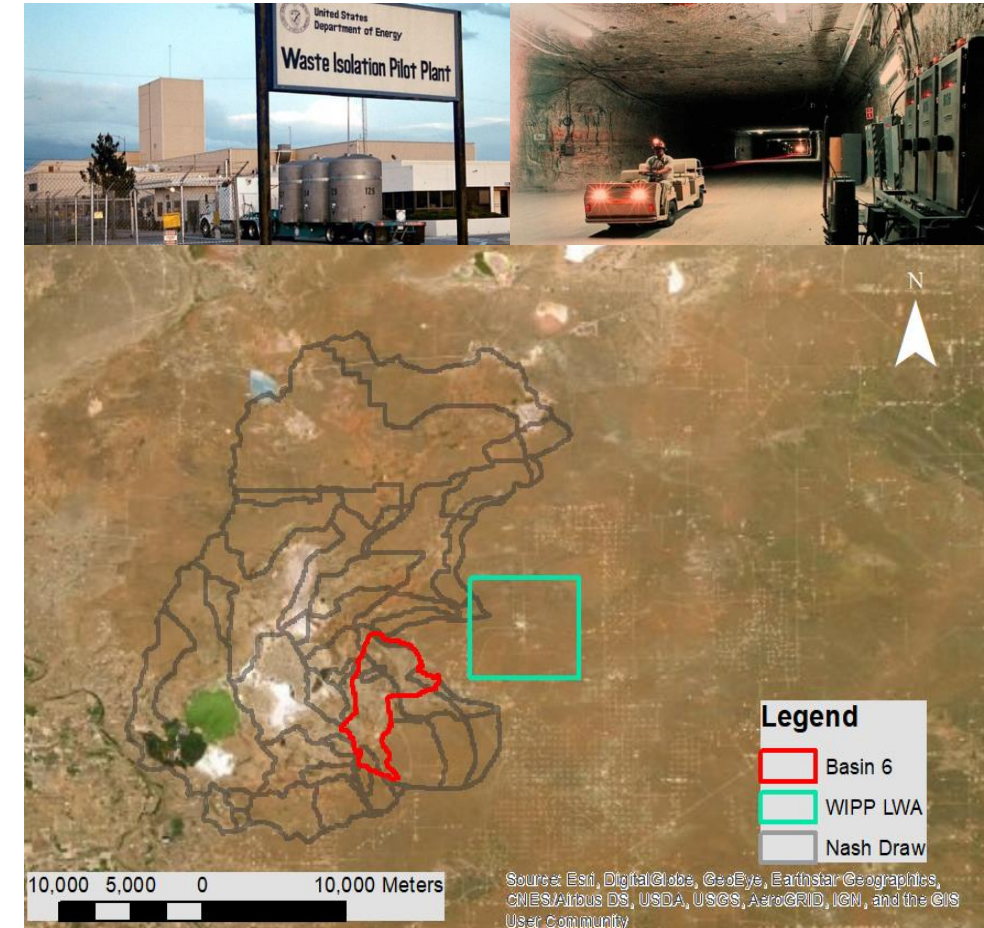 United States
Department of Energy
Waste Isolation Pilot Plant
125
N
Legend
Basin 6
WIPP LWA
Nash Draw
10,000 5,000 0 10,000 Meters
Source: Esri, DigitalGlobe, GeoEye, Earthstar Geographics,
CNES/Airbus DS, USDA, USGS, AeroGRID, IGN, and the GIS
User Community